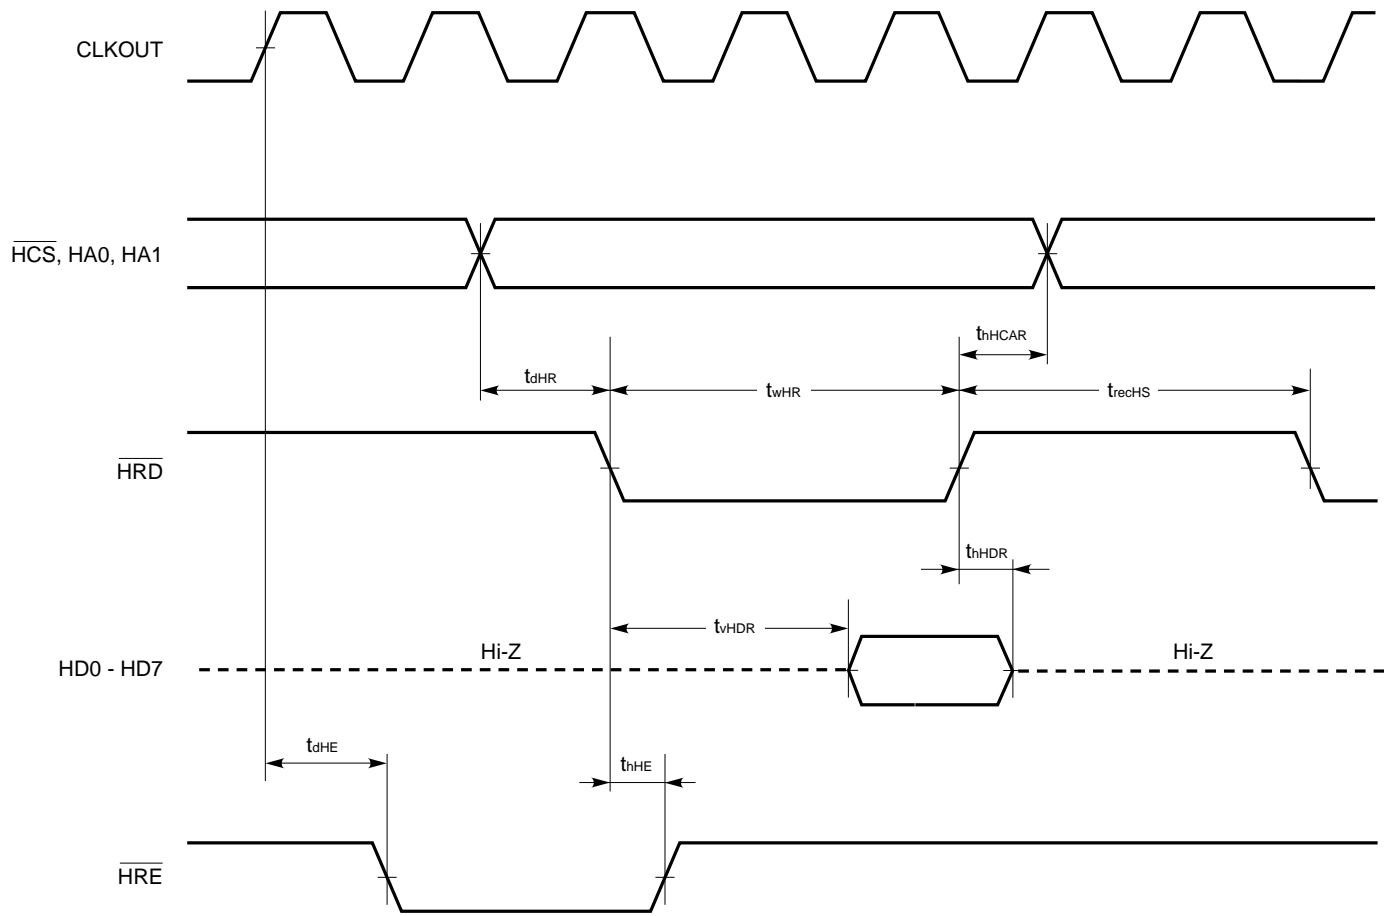 CLKOUT
HCS, HA0, HA1
thHCAR
tdHR
twHR
trecHS
HRD
thHDR
tvHDR
Hi-Z
Hi-Z
HD0 - HD7
tdHE
thHE
HRE